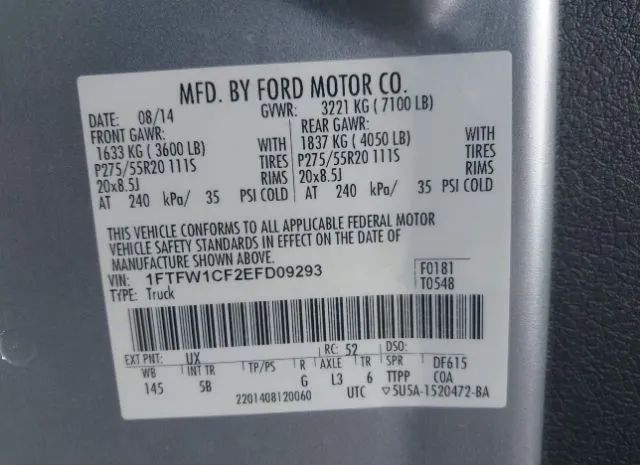 MFD. BY FORD MOTOR CO.
DATE: 08/14 GVWR: 3221 KG ( 7100 LB)
FRONT GAWR: REAR GAWR:
1633 KG ( 3600 LB) WITH 1837 KG ( 4050 LB) WITH
P275/55R20 111S TIRES P275/55R20 111S TIRES
20x8.5J RIMS 20x8.5J RIMS
AT 240 kPa/ 35 PSI COLD AT 240 kPa/ 35 PSI COLD
THIS VEHICLE CONFORMS TO ALL APPLICABLE FEDERAL MOTOR
VEHICLE SAFETY STANDARDS IN EFFECT ON THE DATE OF
MANUFACTURE SHOWN ABOVE.
VIN: 1FTFW1CF2EFD09293 F0181
TYPE: Truck T0548
EXT PNT: UX RC: 52 DSO:
WB INT TR TP/PS R AXLE TR SPR DF615
145 5B G L3 6 TTPP COA
2201408120060 UTC ▽5U5A-1520472-BA